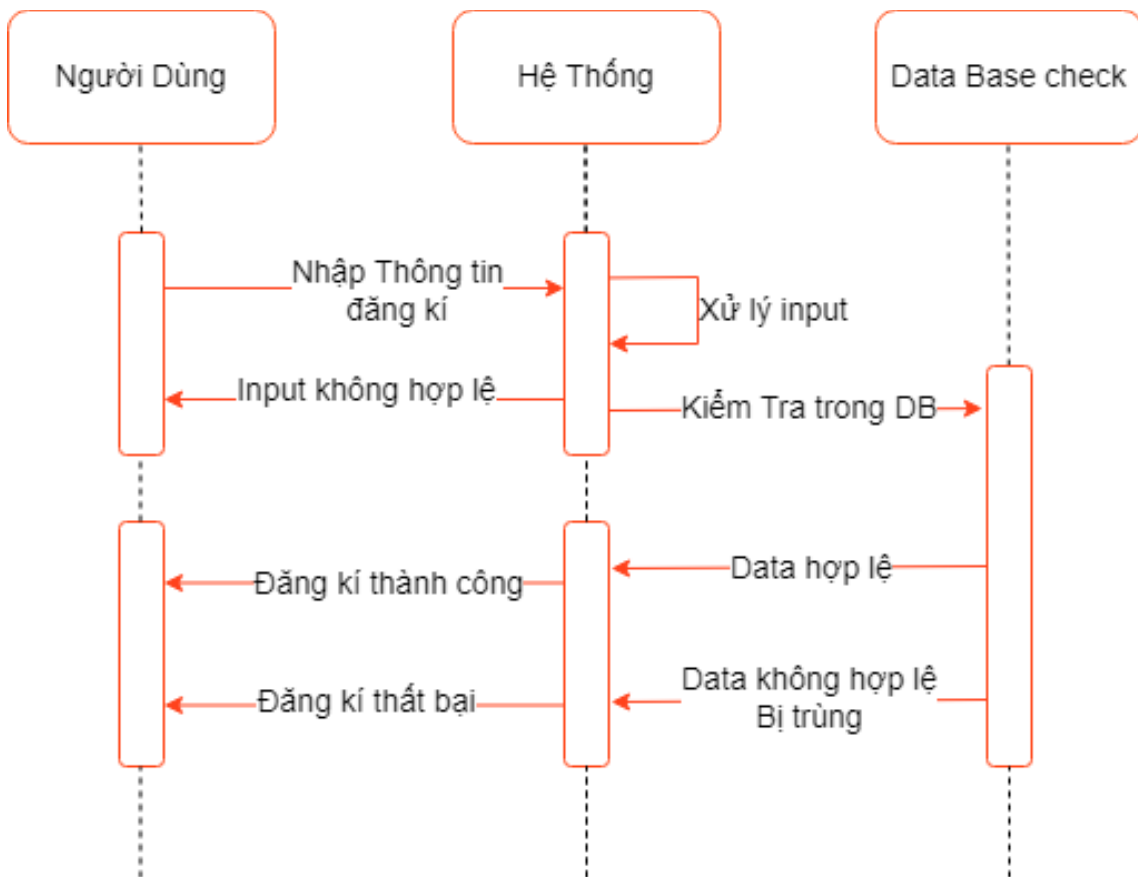 Người Dùng
Hệ Thống
Data Base check
Nhập Thông tin
đăng kí
Xử lý input
Input không hợp lệ
Kiểm Tra trong DB
Đăng kí thành công
Data hợp lệ
Đăng kí thất bại
Data không hợp lệ
Bị trùng